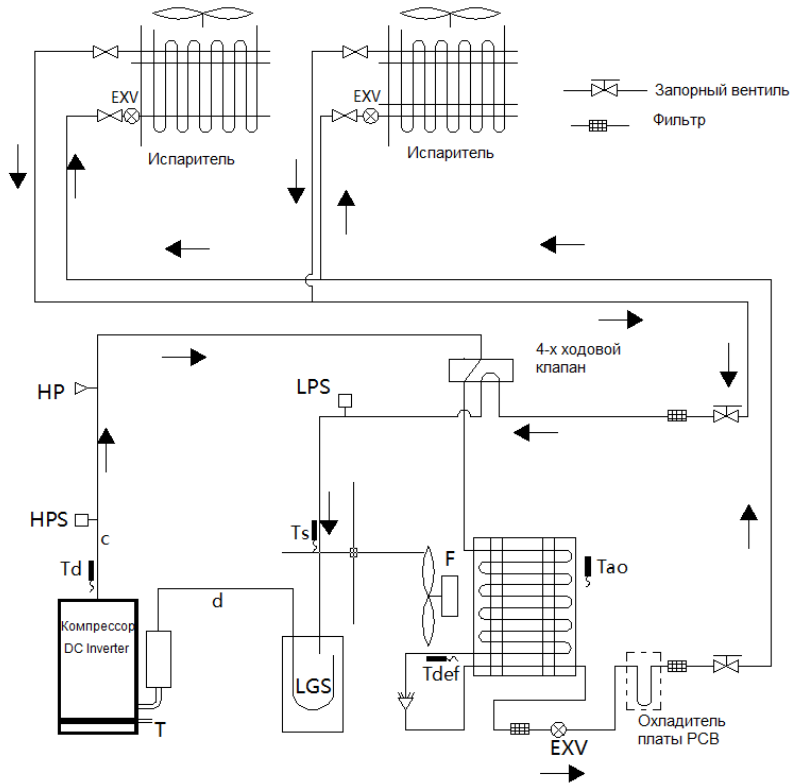 EXV
EXV
Испаритель
Испаритель
Запорный вентиль
Фильтр
4-х ходовой
клапан
HP
LPS
HPS
c
Td
Ts
F
Tao
d
Компрессор
DC Inverter
LGS
Tdef
T
EXV
Охладитель
платы PCB